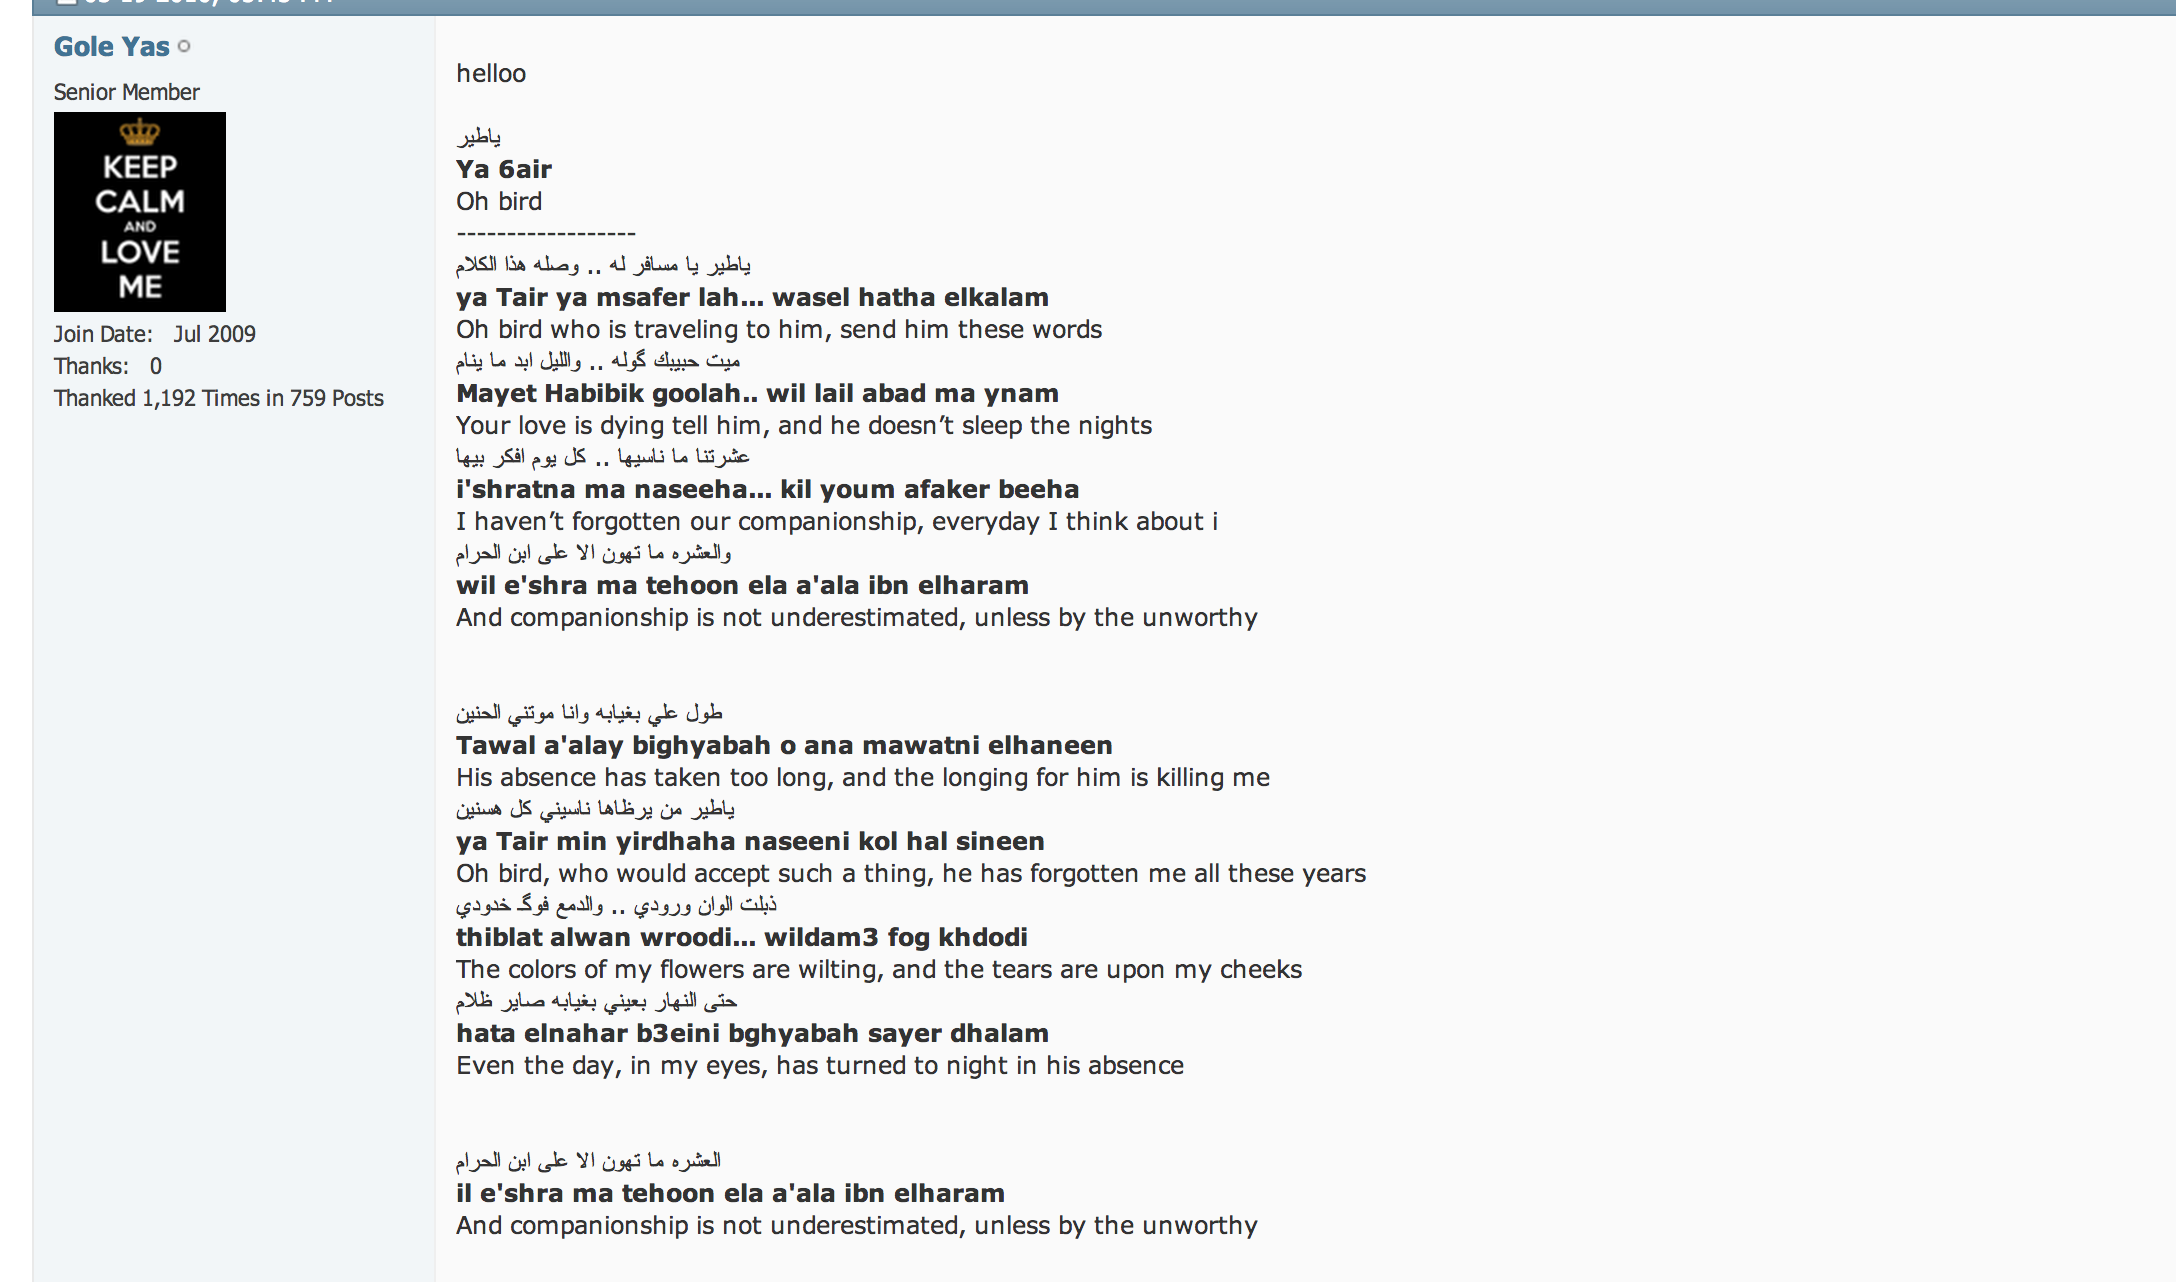 Gole Yas
Senior Member
KEEP
CALM
AND
LOVE
ME
Join Date: Jul 2009
Thanks: 0
Thanked 1,192 Times in 759 Posts
helloo
ياطير
Ya 6air
Oh bird
------------------
ياطير يا مسافر له .. وصله هذا الكلام
ya Tair ya msafer lah... wasel hatha elkalam
Oh bird who is traveling to him, send him these words
ميت حبيبك گوله .. والليل ابد ما ينام
Mayet Habibik goolah.. wil lail abad ma ynam
Your love is dying tell him, and he doesn’t sleep the nights
عشرتنا ما ناسيها .. كل يوم افكر بيها
i'shratna ma naseeha... kil youm afaker beeha
I haven’t forgotten our companionship, everyday I think about i
والعشره ما تهون الا على ابن الحرام
wil e'shra ma tehoon ela a'ala ibn elharam
And companionship is not underestimated, unless by the unworthy
طول علي بغيابه وانا موتني الحنين
Tawal a'alay bighyabah o ana mawatni elhaneen
His absence has taken too long, and the longing for him is killing me
ياطير من يرظاها ناسيني كل هسنين
ya Tair min yirdhaha naseeni kol hal sineen
Oh bird, who would accept such a thing, he has forgotten me all these years
ذبلت الوان ورودي .. والدمع فوگـ خدودي
thiblat alwan wroodi... wildam3 fog khdodi
The colors of my flowers are wilting, and the tears are upon my cheeks
حتى النهار بعيني بغيابه صاير ظلام
hata elnahar b3eini bghyabah sayer dhalam
Even the day, in my eyes, has turned to night in his absence
العشره ما تهون الا على ابن الحرام
il e'shra ma tehoon ela a'ala ibn elharam
And companionship is not underestimated, unless by the unworthy